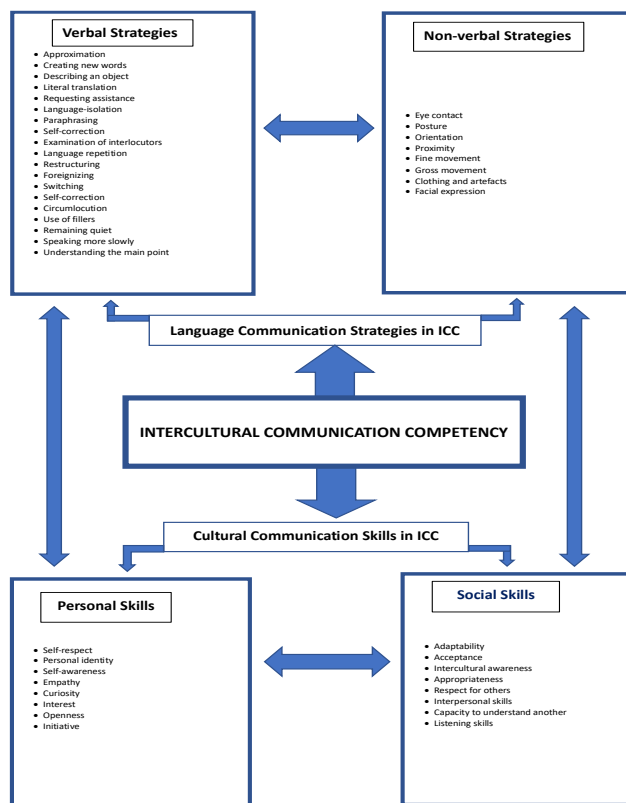 Verbal Strategies
• Approximation
• Creating new words
• Describing an object
• Literal translation
• Requesting assistance
• Language-isolation
• Paraphrasing
• Self-correction
• Examination of interlocutors
• Language repetition
• Restructuring
• Foreignizing
• Switching
• Self-correction
• Circumlocution
• Use of fillers
• Remaining quiet
• Speaking more slowly
• Understanding the main point
Non-verbal Strategies
• Eye contact
• Posture
• Orientation
• Proximity
• Fine movement
• Gross movement
• Clothing and artefacts
• Facial expression
Language Communication Strategies in ICC
INTERCULTURAL COMMUNICATION COMPETENCY
Cultural Communication Skills in ICC
Personal Skills
• Self-respect
• Personal identity
• Self-awareness
• Empathy
• Curiosity
• Interest
• Openness
• Initiative
Social Skills
• Adaptability
• Acceptance
• Intercultural awareness
• Appropriateness
• Respect for others
• Interpersonal skills
• Capacity to understand another
• Listening skills